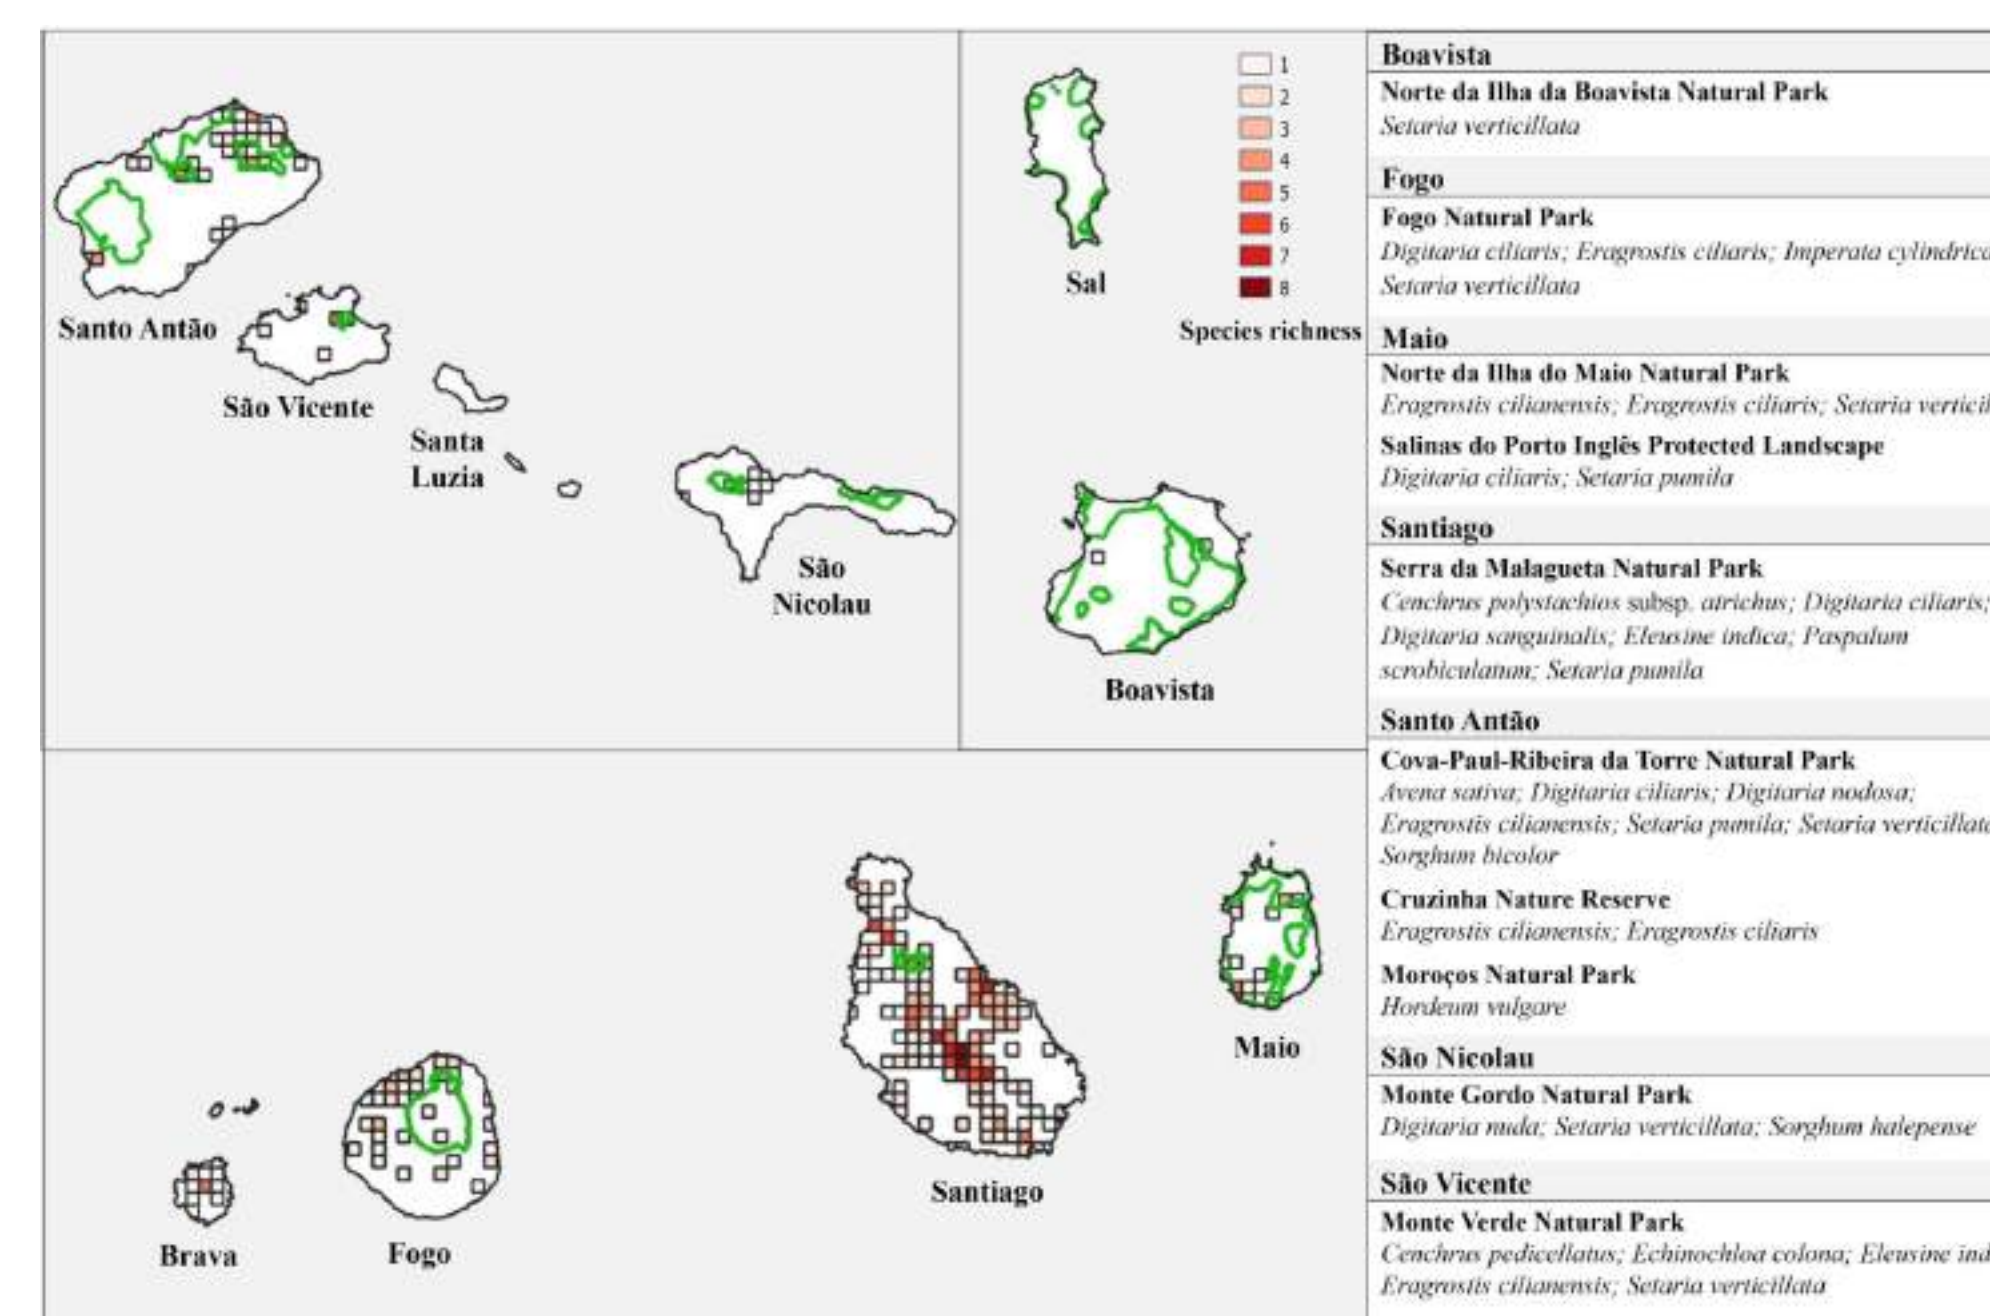 Santo Antão
São Vicente
Santa
Luzia
São
Nicolau
Sal
1
2
3
4
5
6
7
8
Species richness
Boavista
Brava
Fogo
Santiago
Maio
Boavista
Norte da Ilha da Boavista Natural Park
Setaria verticillata
Fogo
Fogo Natural Park
Digitaria ciliaris; Eragrostis ciliaris; Imperata cylindrica
Setaria verticillata
Maio
Norte da Ilha do Maio Natural Park
Eragrostis cilianensis; Eragrostis ciliaris; Setaria verticil
Salinas do Porto Inglês Protected Landscape
Digitaria ciliaris; Setaria pumila
Santiago
Serra da Malagueta Natural Park
Cenchrus polystachios subsp. atrichus; Digitaria ciliaris;
Digitaria sanguinalis; Eleusine indica; Paspalum
scrobiculatum; Setaria pumila
Santo Antão
Cova-Paul-Ribeira da Torre Natural Park
Avena sativa; Digitaria ciliaris; Digitaria nodosa;
Eragrostis cilianensis; Setaria pumila; Setaria verticillata
Sorghum bicolor
Cruzinha Nature Reserve
Eragrostis cilianensis; Eragrostis ciliaris
Moroços Natural Park
Hordeum vulgare
São Nicolau
Monte Gordo Natural Park
Digitaria nuda; Setaria verticillata; Sorghum halepense
São Vicente
Monte Verde Natural Park
Cenchrus pedicellatus; Echinochloa colona; Eleusine ind
Eragrostis cilianensis; Setaria verticillata